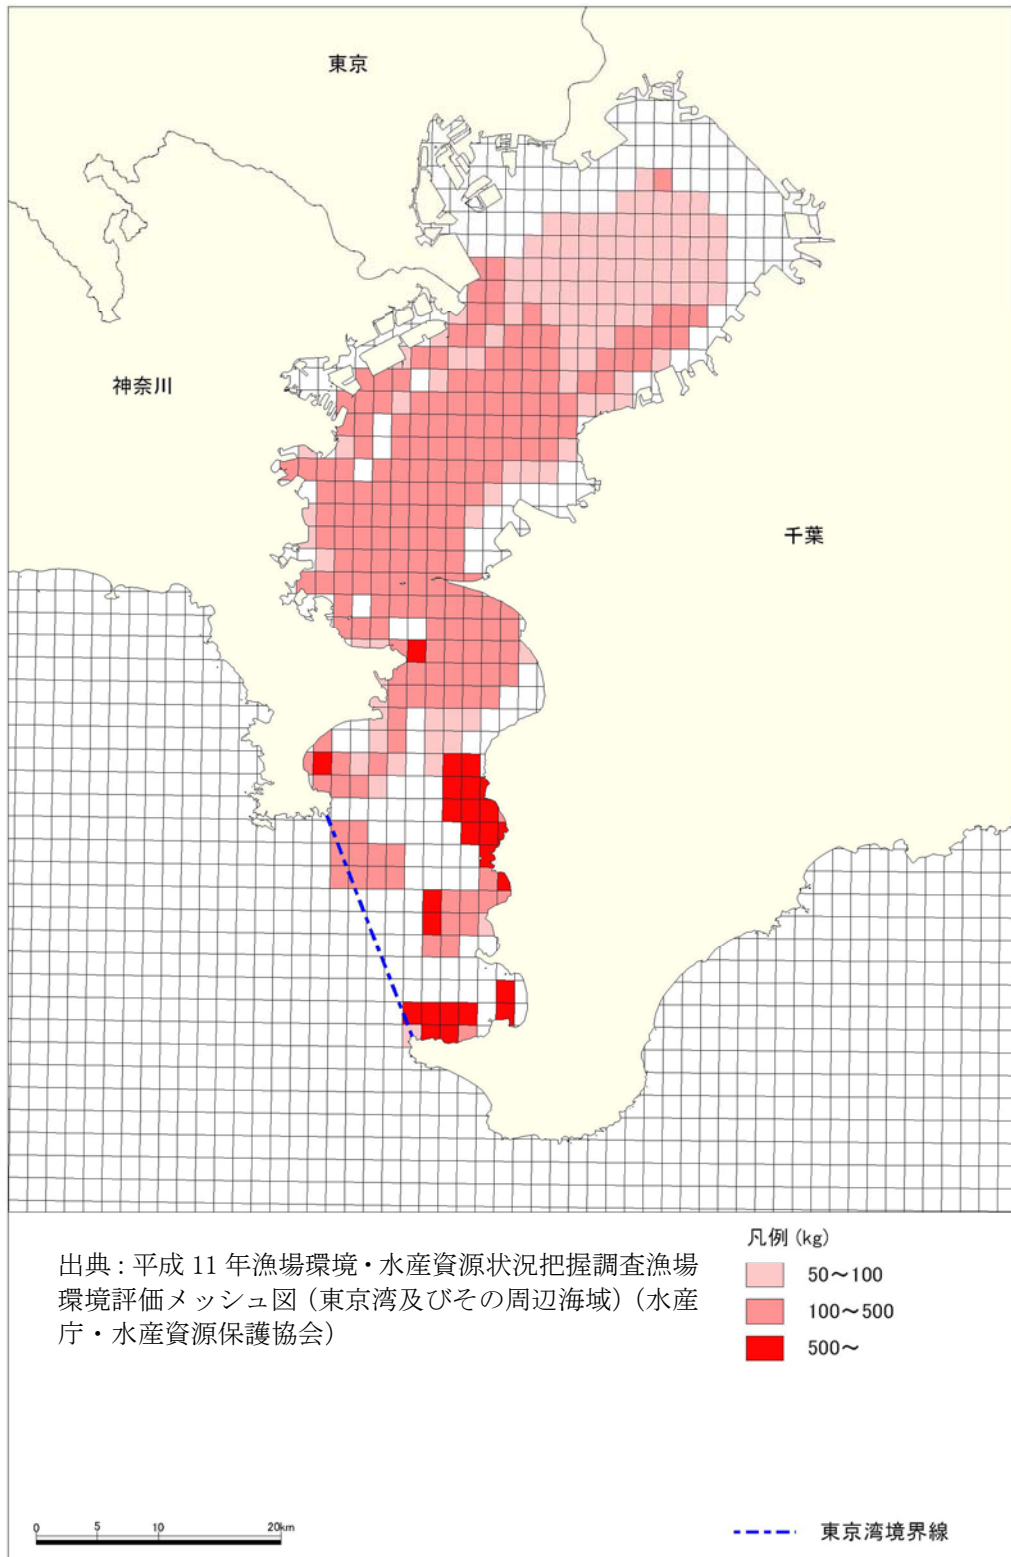 東京
神奈川
千葉
凡例 (kg)
50～100
100～500
500～
出典：平成 11 年漁場環境・水産資源状況把握調査漁場
環境評価メッシュ図（東京湾及びその周辺海域）（水産
庁・水産資源保護協会）
0 5 10 20km
東京湾境界線